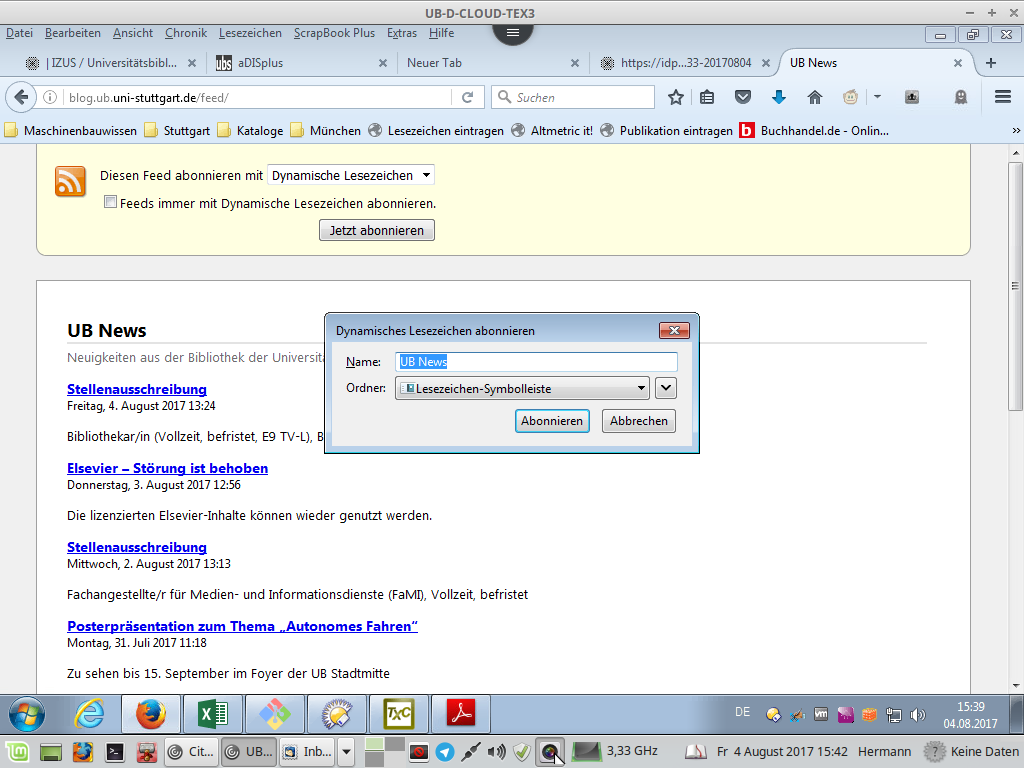 UB-D-CLOUD-TEX3
Datei Bearbeiten Ansicht Chronik Lesezeichen ScrapBook Plus Extras Hilfe
| IZUS / Universitätsbibl... ubs aDISplus Neuer Tab https://idp...33-20170804 UB News
blog.ub.uni-stuttgart.de/feed/ Suchen
Maschinenbauwissen Stuttgart Kataloge München Lesezeichen eintragen Altmetric it! Publikation eintragen b Buchhandel.de - Onlin...
Diesen Feed abonnieren mit Dynamische Lesezeichen
Feeds immer mit Dynamische Lesezeichen abonnieren.
Jetzt abonnieren
UB News
Neuigkeiten aus der Bibliothek der Universitä
Stellenausschreibung
Freitag, 4. August 2017 13:24
Bibliothekar/in (Vollzeit, befristet, E9 TV-L), B
Elsevier – Störung ist behoben
Donnerstag, 3. August 2017 12:56
Die lizenzierten Elsevier-Inhalte können wieder genutzt werden.
Stellenausschreibung
Mittwoch, 2. August 2017 13:13
Fachangestellte/r für Medien- und Informationsdienste (FaMI), Vollzeit, befristet
Posterpräsentation zum Thema „Autonomes Fahren“
Montag, 31. Juli 2017 11:18
Zu sehen bis 15. September im Foyer der UB Stadtmitte
Dynamisches Lesezeichen abonnieren
Name: UB News
Ordner: Lesezeichen-Symbolleiste
Abonnieren Abbrechen
TXC DE 15:39
04.08.2017
Cit... UB... Inb... 3,33 GHz Fr 4 August 2017 15:42 Hermann Keine Daten